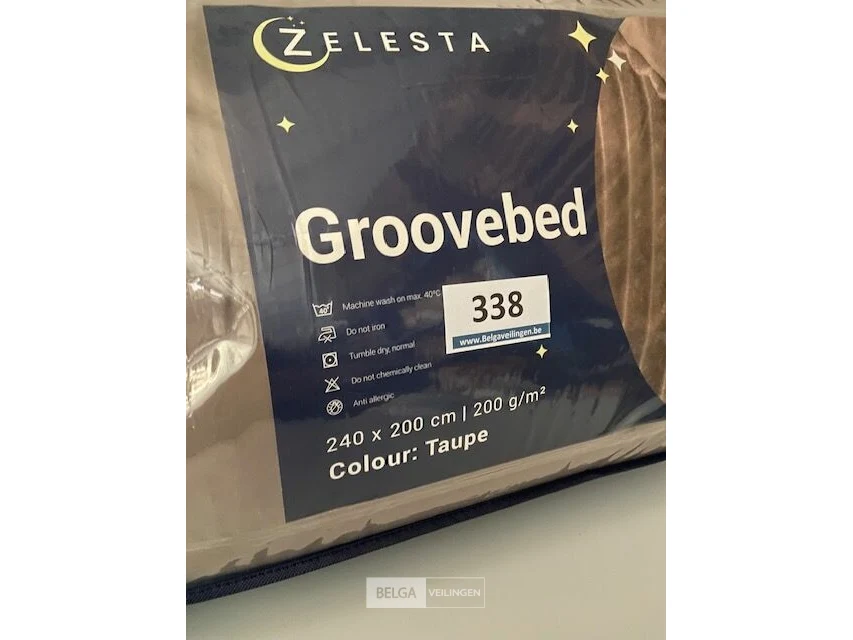 ZELESTA
Groovebed
40°
Machine wash on max. 40°C
Do not iron
Tumble dry, normal
Do not chemically clean
Anti allergic
338
www.Belgaveilingen.be
240 x 200 cm | 200 g/m²
Colour: Taupe
BELGA VEILINGEN